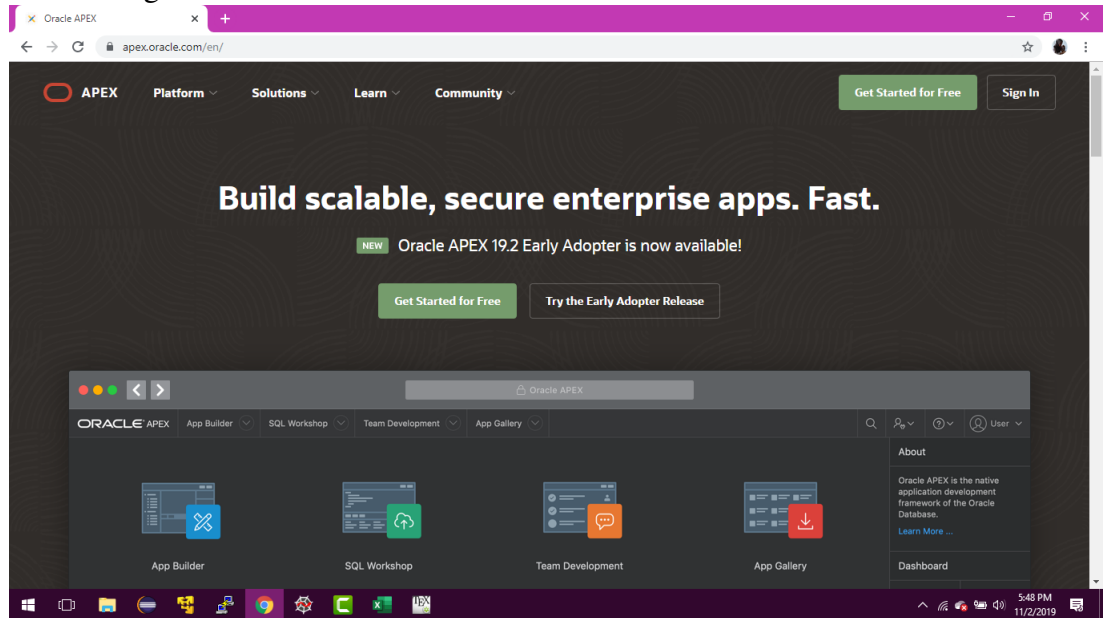 Oracle APEX
apex.oracle.com/en/
APEX Platform Solutions Learn Community Get Started for Free Sign In
Build scalable, secure enterprise apps. Fast.
NEW Oracle APEX 19.2 Early Adopter is now available!
Get Started for Free Try the Early Adopter Release
Oracle APEX
ORACLE APEX App Builder SQL Workshop Team Development App Gallery User
About
Oracle APEX is the native
application development
framework of the Oracle
Database.
Learn More ...
App Builder SQL Workshop Team Development App Gallery Dashboard
5:48 PM
11/2/2019